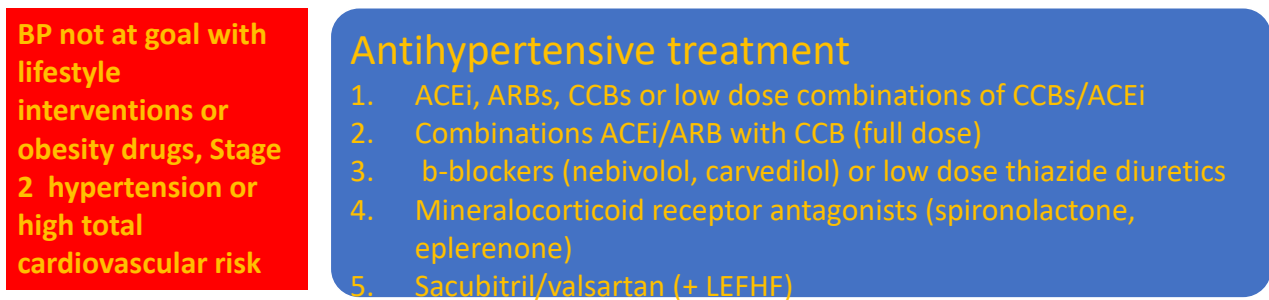 BP not at goal with
lifestyle
interventions or
obesity drugs, Stage
2 hypertension or
high total
cardiovascular risk
Antihypertensive treatment
1. ACEi, ARBs, CCBs or low dose combinations of CCBs/ACEi
2. Combinations ACEi/ARB with CCB (full dose)
3. b-blockers (nebivolol, carvedilol) or low dose thiazide diuretics
4. Mineralocorticoid receptor antagonists (spironolactone,
eplerenone)
5. Sacubitril/valsartan (+ LEFHF)